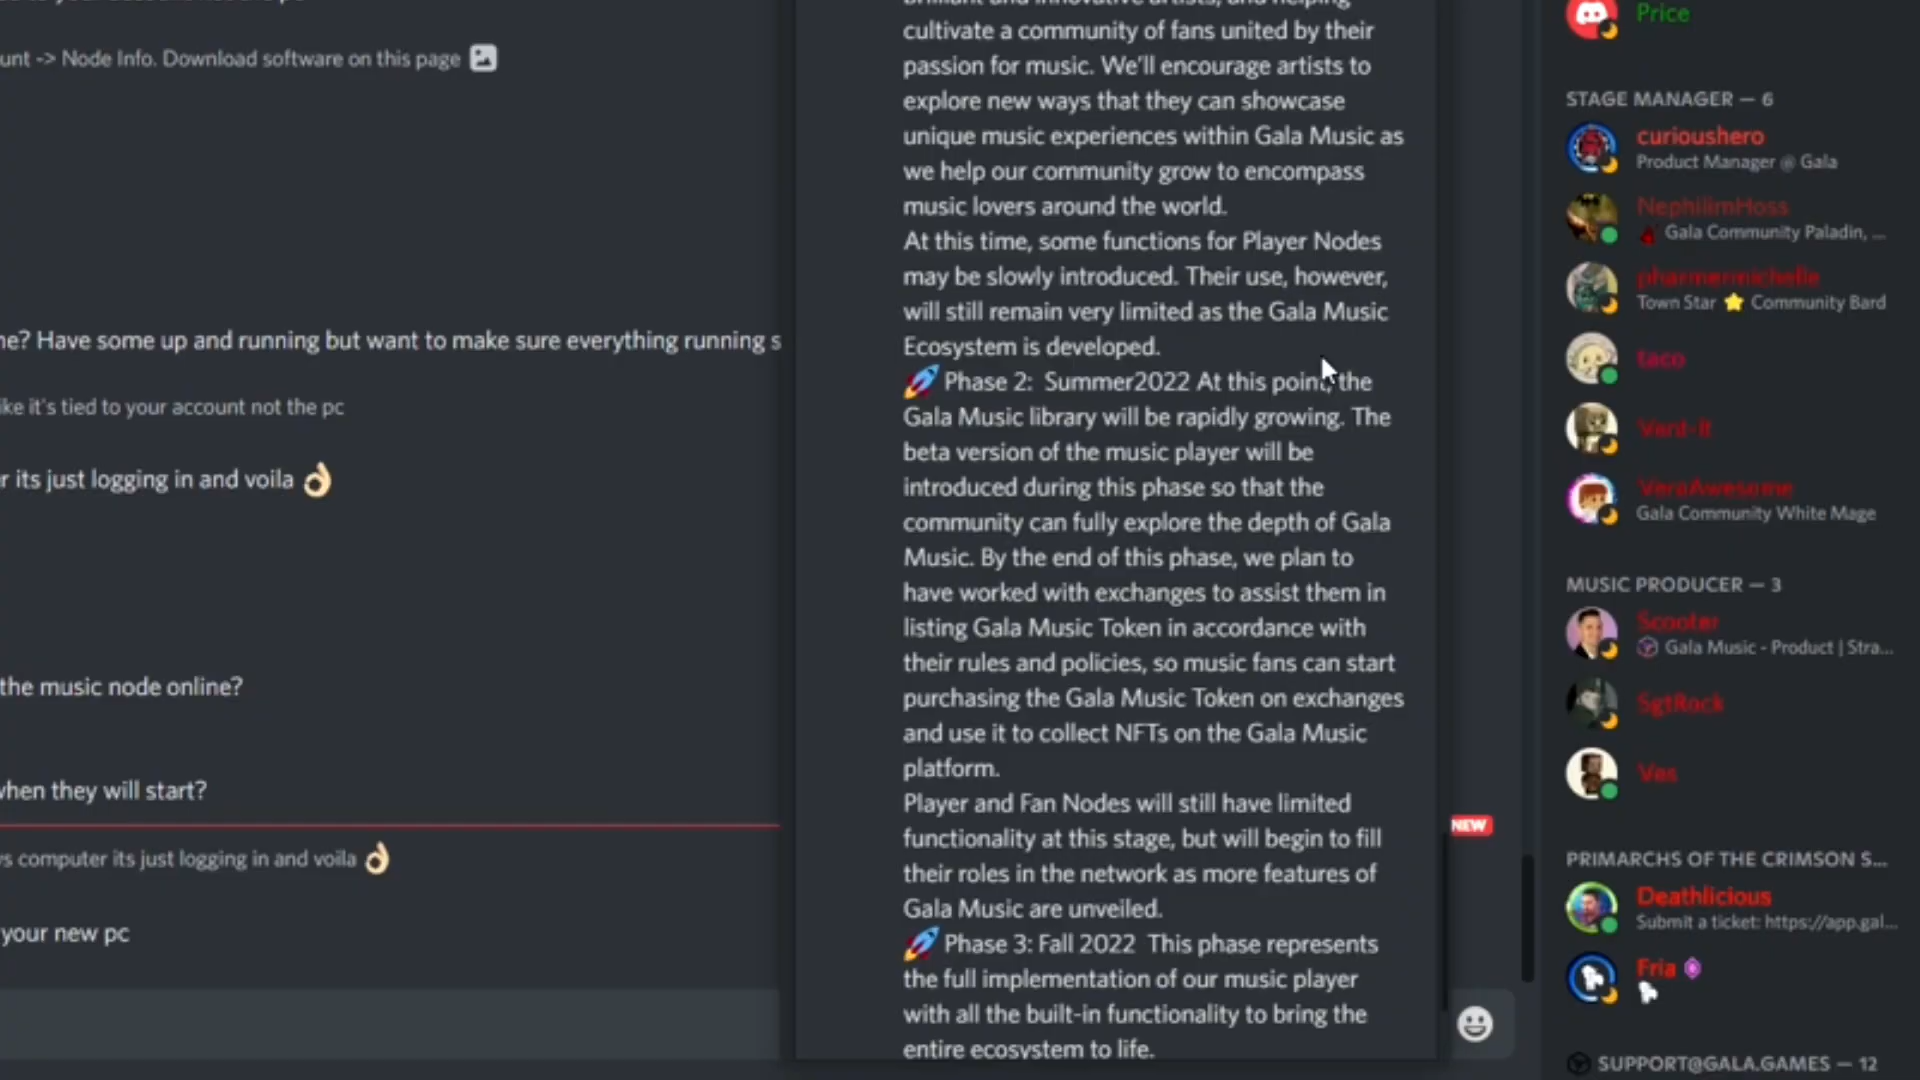 unt -> Node Info. Download software on this page
ne? Have some up and running but want to make sure everything running s
ike it's tied to your account not the pc
r its just logging in and voila
the music node online?
when they will start?
NEW
vs computer its just logging in and voila
your new pc
cultivate a community of fans united by their
passion for music. We'll encourage artists to
explore new ways that they can showcase
unique music experiences within Gala Music as
we help our community grow to encompass
music lovers around the world.
At this time, some functions for Player Nodes
may be slowly introduced. Their use, however,
will still remain very limited as the Gala Music
Ecosystem is developed.
Phase 2: Summer2022 At this point, the
Gala Music library will be rapidly growing. The
beta version of the music player will be
introduced during this phase so that the
community can fully explore the depth of Gala
Music. By the end of this phase, we plan to
have worked with exchanges to assist them in
listing Gala Music Token in accordance with
their rules and policies, so music fans can start
purchasing the Gala Music Token on exchanges
and use it to collect NFTs on the Gala Music
platform.
Player and Fan Nodes will still have limited
functionality at this stage, but will begin to fill
their roles in the network as more features of
Gala Music are unveiled.
Phase 3: Fall 2022 This phase represents
the full implementation of our music player
with all the built-in functionality to bring the
entire ecosystem to life.
Price
STAGE MANAGER — 6
curioushero
Product Manager @ Gala
NephilimHoss
Gala Community Paladin, ...
pharmermichelle
Town Star Community Bard
taco
VeraAwesome
Gala Community White Mage
MUSIC PRODUCER — 3
Scooter
Gala Music - Product | Stra...
SgtRock
Ves
PRIMARCHS OF THE CRIMSON S...
Deathlicious
Submit a ticket: https://app.gal...
Fria
SUPPORT@GALA.GAMES — 12